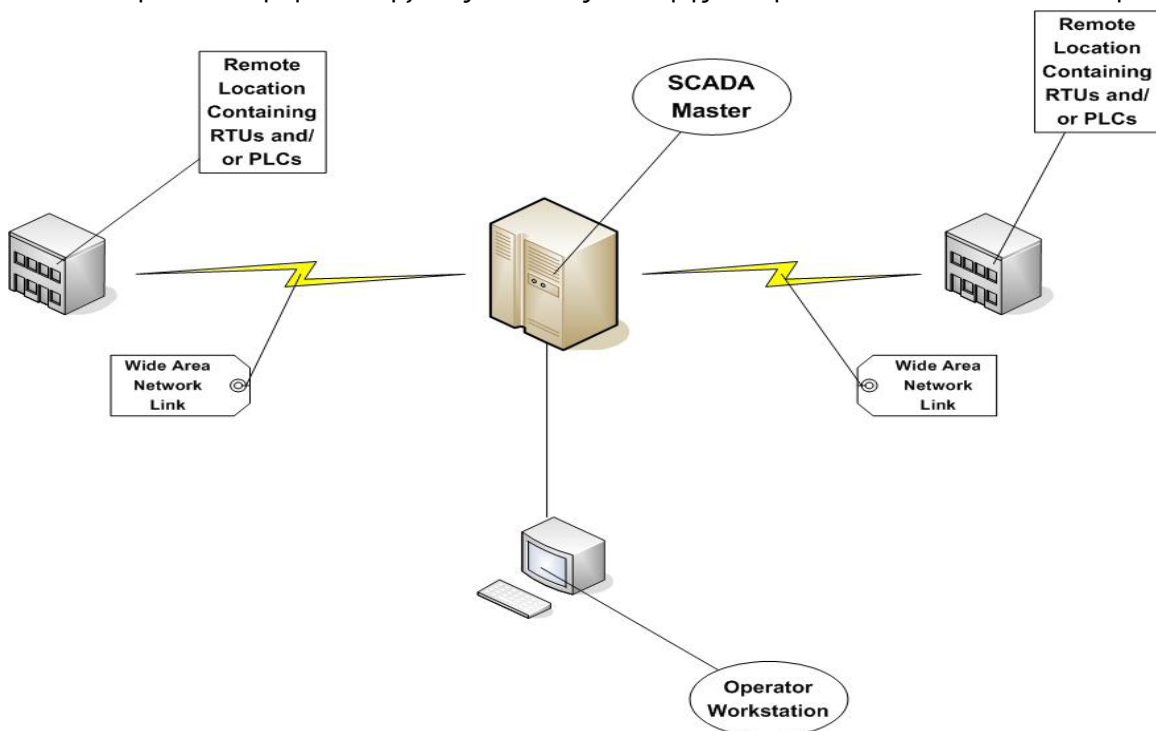 Remote
Location
Containing
RTUs and/
or PLCs
SCADA
Master
Remote
Location
Containing
RTUs and/
or PLCs
Wide Area
Network
Link
Wide Area
Network
Link
Operator
Workstation